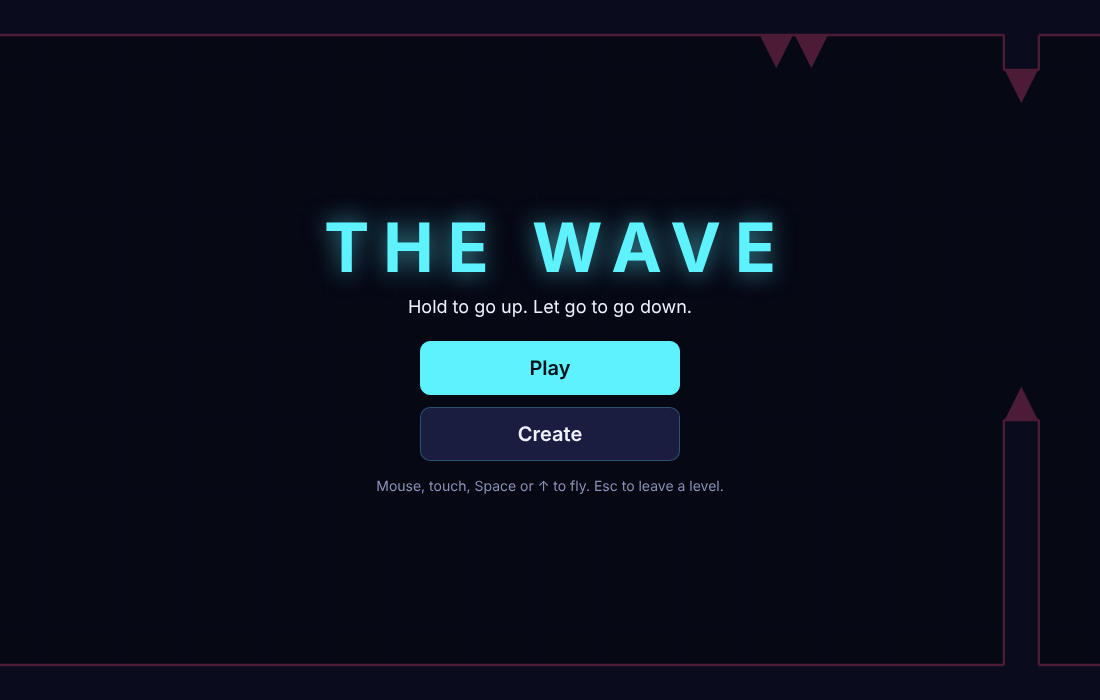 THE WAVE
Hold to go up. Let go to go down.
Play
Create
Mouse, touch, Space or ↑ to fly. Esc to leave a level.